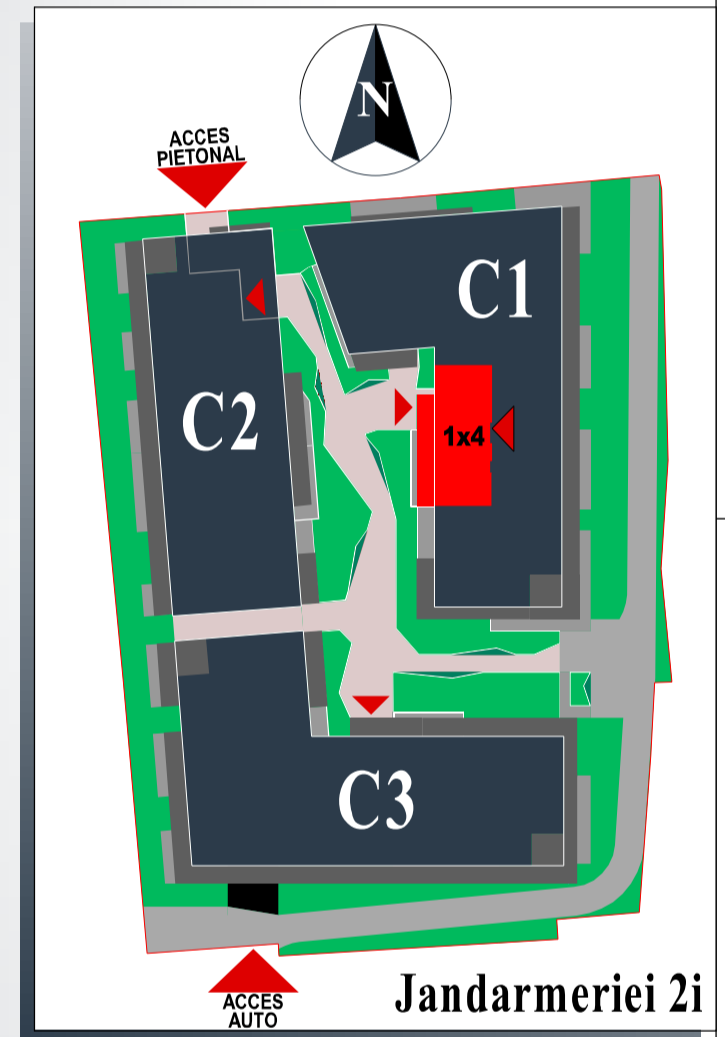 N
ACCES
PIETONAL
C1
C2
1x4
C3
Jandarmeriei 2i
ACCES
AUTO